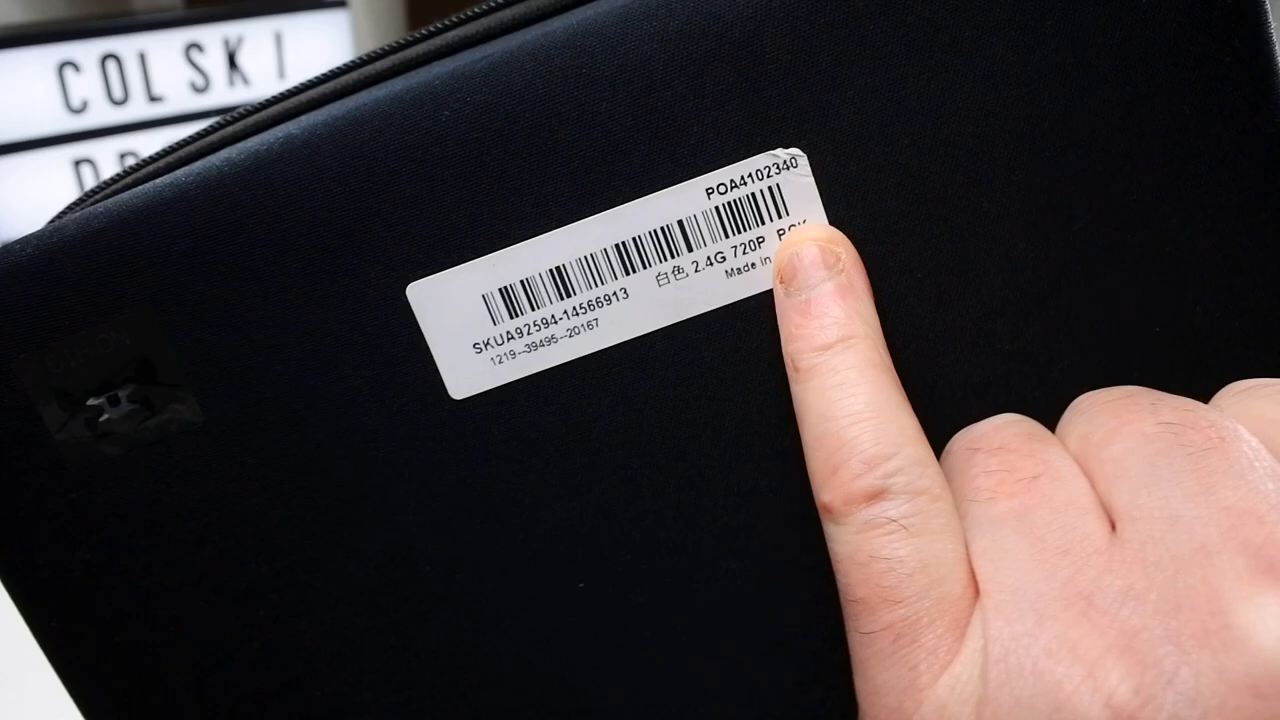 COLSKI
POA4102340
SKUA92594-14566913
白色 2.4G 720P
1219--39495--20167
Made in